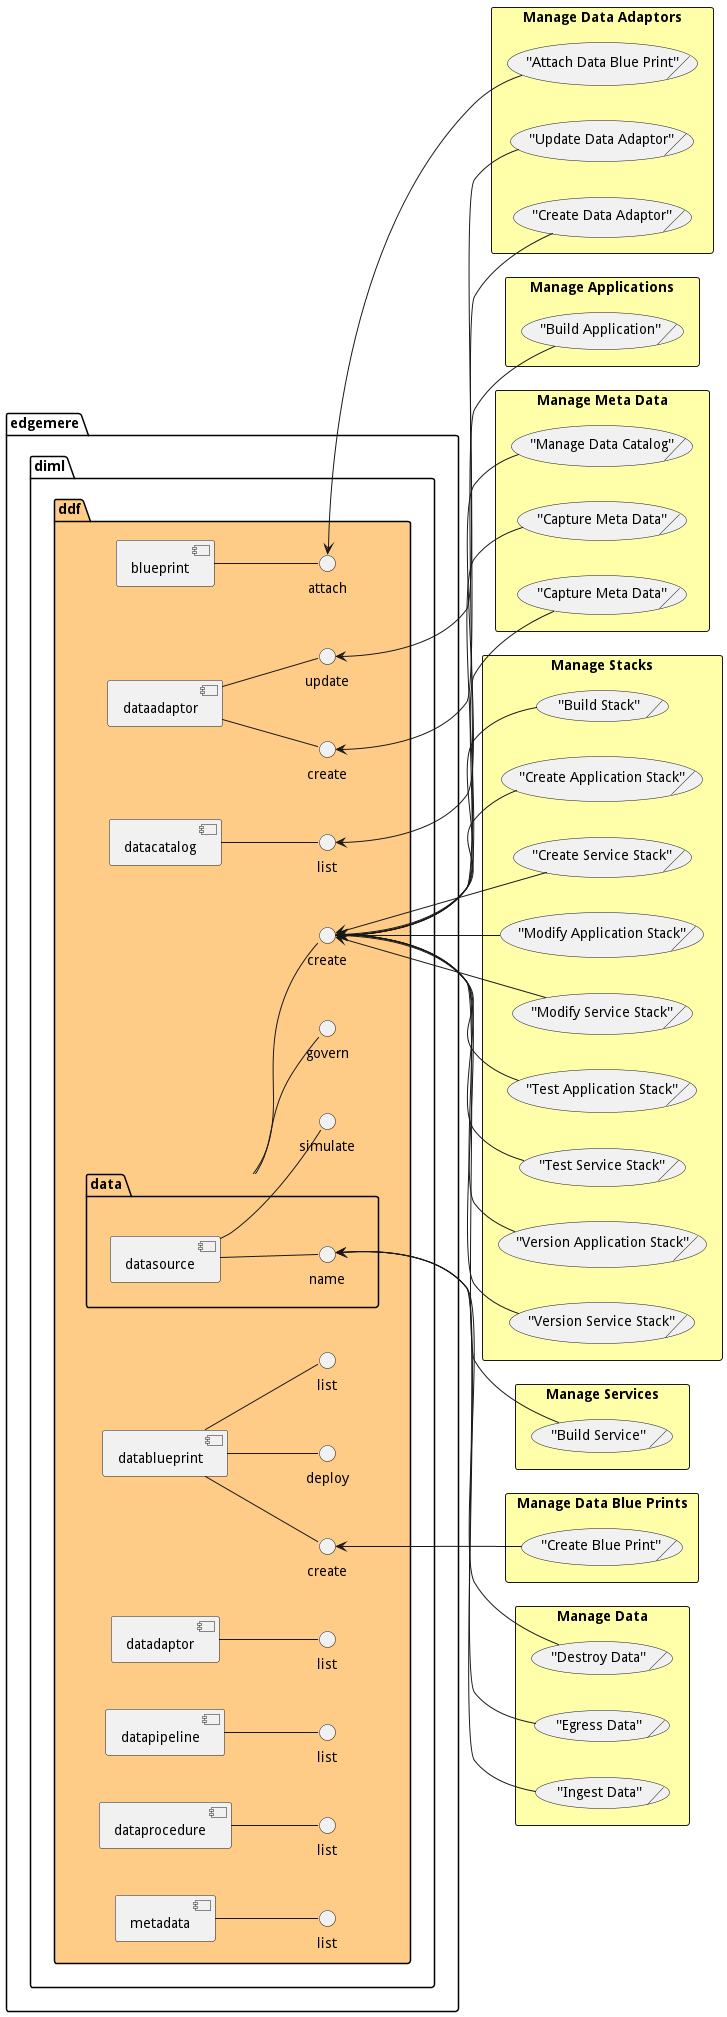 Manage Data Adaptors
"Attach Data Blue Print"
"Update Data Adaptor"
"Create Data Adaptor"
Manage Applications
"Build Application"
Manage Meta Data
"Manage Data Catalog"
"Capture Meta Data"
"Capture Meta Data"
Manage Stacks
"Build Stack"
"Create Application Stack"
"Create Service Stack"
"Modify Application Stack"
"Modify Service Stack"
"Test Application Stack"
"Test Service Stack"
"Version Application Stack"
"Version Service Stack"
Manage Services
"Build Service"
Manage Data Blue Prints
"Create Blue Print"
Manage Data
"Destroy Data"
"Egress Data"
"Ingest Data"
edgemere
diml
ddf
blueprint
attach
update
dataadaptor
create
datacatalog
list
create
govern
simulate
data
datasource
name
list
datablueprint
deploy
create
datadaptor
list
datapipeline
list
dataprocedure
list
metadata
list